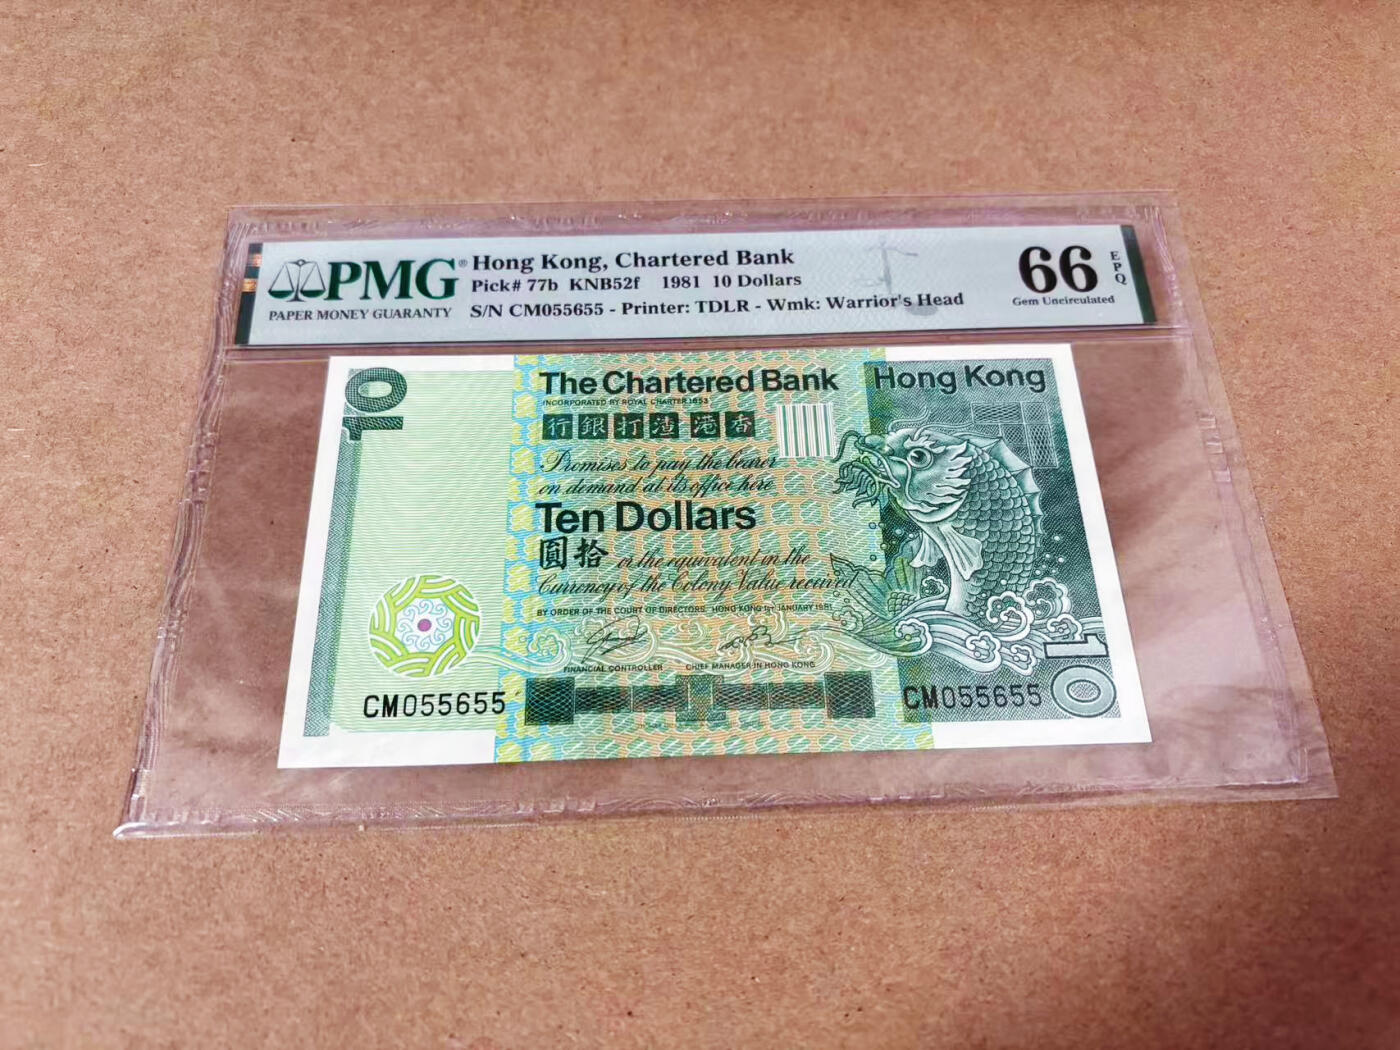 PMG®
PAPER MONEY GUARANTY
Hong Kong, Chartered Bank
Pick# 77b KNB52f 1981 10 Dollars
S/N CM055655 - Printer: TDLR - Wmk: Warrior's Head
66
EPQ
Gem Uncirculated
10
The Chartered Bank
Hong Kong
INCORPORATED BY ROYAL CHARTER 1853
行銀打渣港香
Promises to pay the bearer
on demand at its office here
Ten Dollars
圓拾 or the equivalent in the
Currency of the Colony Value received
BY ORDER OF THE COURT OF DIRECTORS. HONG KONG 1ST JANUARY 1981.
FINANCIAL CONTROLLER
CHIEF MANAGER IN HONG KONG
CM055655
CM055655
10